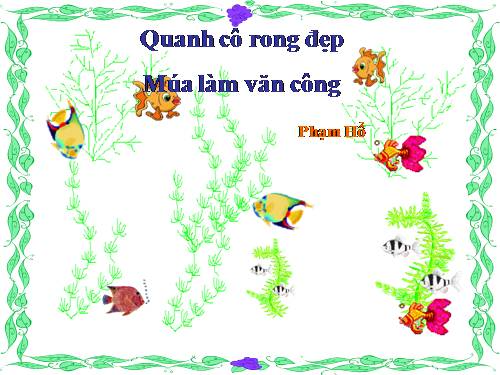 Quanh cô rong đẹp
Múa làm văn công
Phạm Hổ